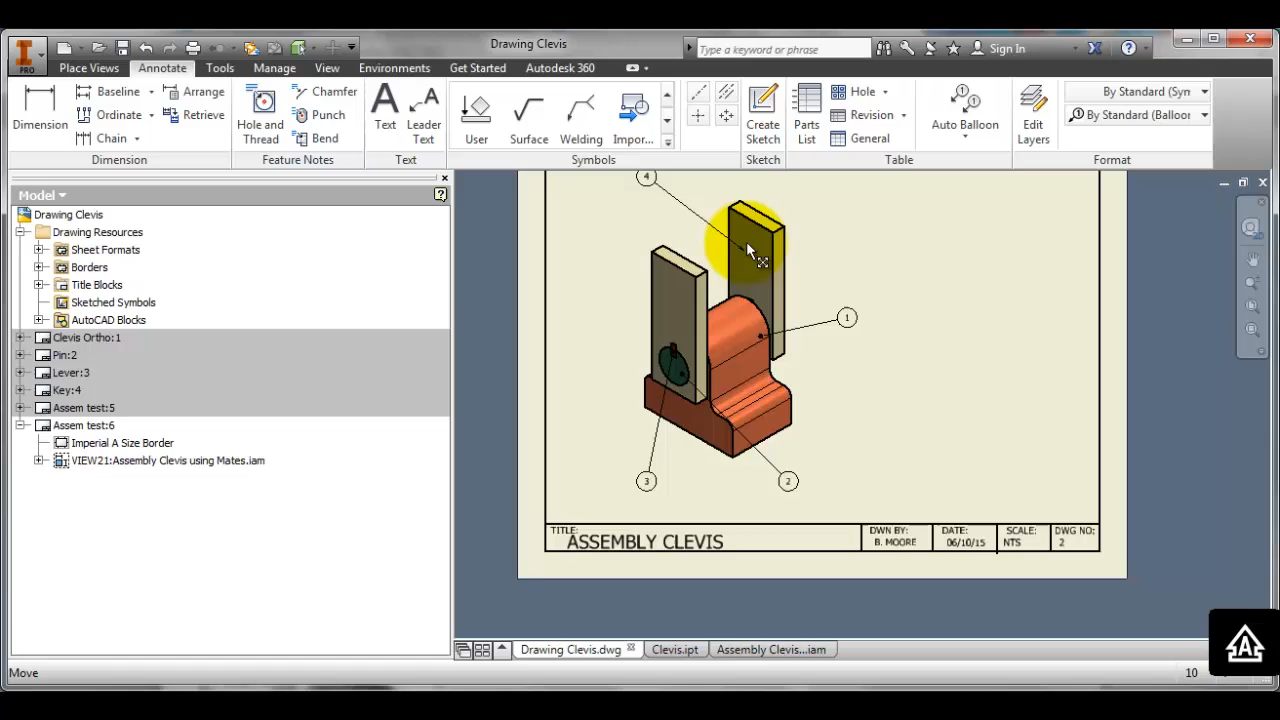 Drawing Clevis
Type a keyword or phrase
Sign In
PRO
Place Views
Annotate
Tools
Manage
View
Environments
Get Started
Autodesk 360
Dimension
Baseline
Ordinate
Chain
Arrange
Retrieve
Dimension
Hole and
Thread
Chamfer
Punch
Bend
Feature Notes
Text
Leader
Text
Text
User
Surface
Welding
Impor...
Symbols
Create
Sketch
Sketch
Parts
List
Hole
Revision
General
Auto Balloon
Table
Edit
Layers
By Standard (Syn
By Standard (Balloor
Format
Model
Drawing Clevis
Drawing Resources
Sheet Formats
Borders
Title Blocks
Sketched Symbols
AutoCAD Blocks
Clevis Ortho:1
Pin:2
Lever:3
Key:4
Assem test:5
Assem test:6
Imperial A Size Border
VIEW21:Assembly Clevis using Mates.iam
4
1
3
2
TITLE:
ASSEMBLY CLEVIS
DWN BY:
B. MOORE
DATE:
06/10/15
SCALE:
NTS
DWG NO:
2
Drawing Clevis.dwg
Clevis.ipt
Assembly Clevis...iam
Move
10